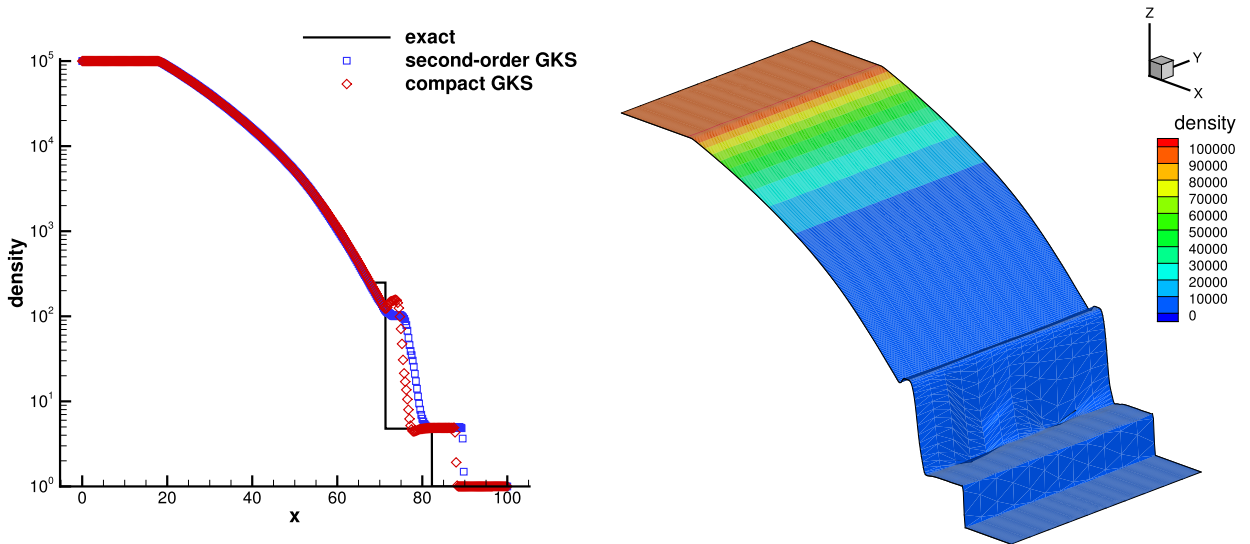 exact
second-order GKS
compact GKS
10^5
10^4
10^3
10^2
10^1
10^0
density
0 20 40 60 80 100
x
Z
Y
X
density
100000
90000
80000
70000
60000
50000
40000
30000
20000
10000
0